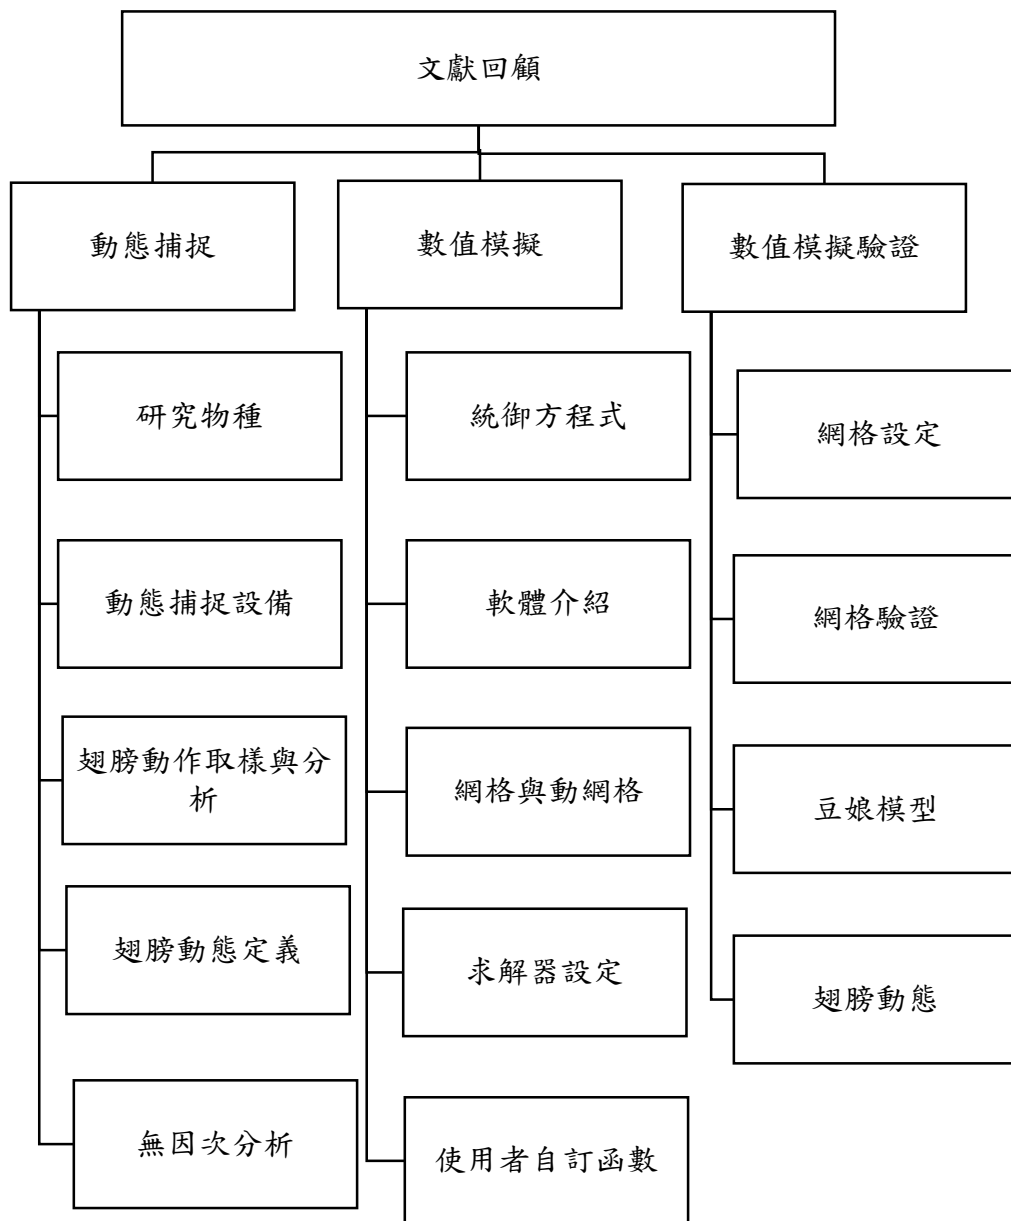 文獻回顧
動態捕捉
數值模擬
數值模擬驗證
研究物種
動態捕捉設備
翅膀動作取樣與分
析
翅膀動態定義
無因次分析
統御方程式
軟體介紹
網格與動網格
求解器設定
使用者自訂函數
網格設定
網格驗證
豆娘模型
翅膀動態